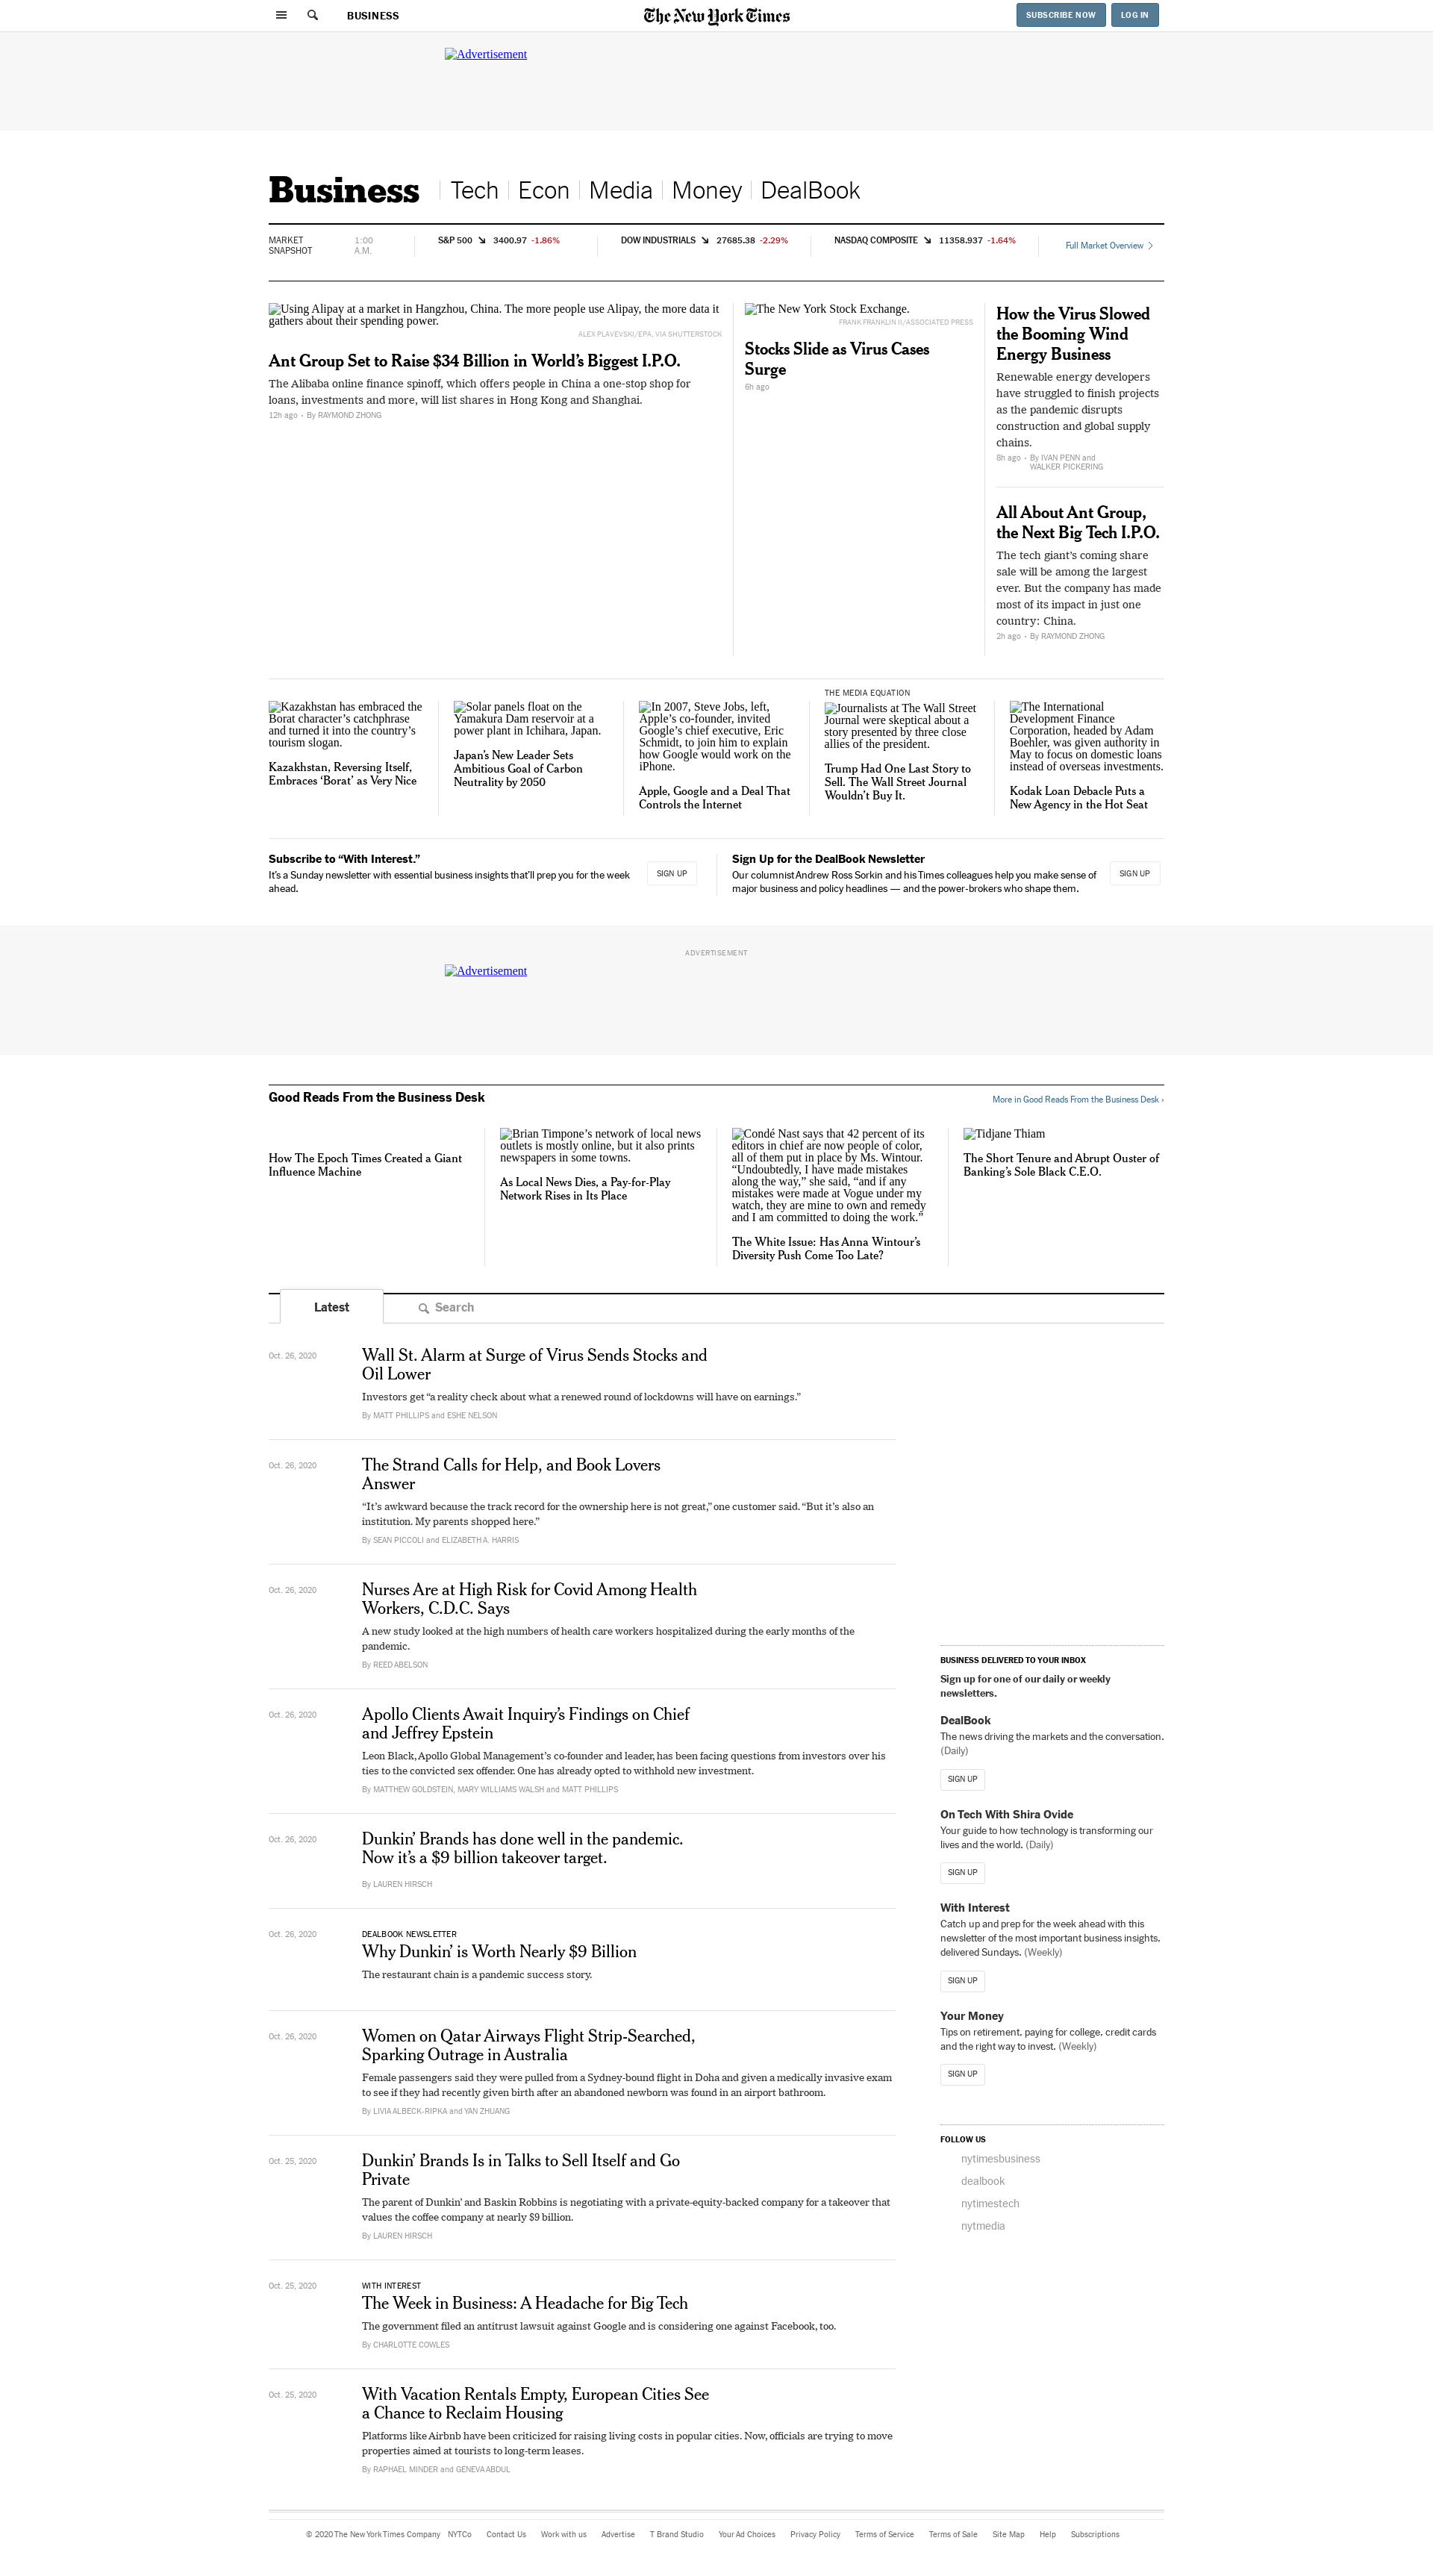 BUSINESS
The New York Times
SUBSCRIBE NOW
LOG IN
Advertisement
Business
Tech
Econ
Media
Money
DealBook
MARKET
SNAPSHOT
1:00
A.M.
S&P 500 3400.97 -1.86%
DOW INDUSTRIALS 27685.38 -2.29%
NASDAQ COMPOSITE 11358.937 -1.64%
Full Market Overview
Using Alipay at a market in Hangzhou, China. The more people use Alipay, the more data it
gathers about their spending power.
ALEX PLAVEVSKI/EPA, VIA SHUTTERSTOCK
Ant Group Set to Raise $34 Billion in World’s Biggest I.P.O.
The Alibaba online finance spinoff, which offers people in China a one-stop shop for
loans, investments and more, will list shares in Hong Kong and Shanghai.
12h ago • By RAYMOND ZHONG
The New York Stock Exchange.
FRANK FRANKLIN II/ASSOCIATED PRESS
Stocks Slide as Virus Cases
Surge
6h ago
How the Virus Slowed
the Booming Wind
Energy Business
Renewable energy developers
have struggled to finish projects
as the pandemic disrupts
construction and global supply
chains.
8h ago • By IVAN PENN and
WALKER PICKERING
All About Ant Group,
the Next Big Tech I.P.O.
The tech giant’s coming share
sale will be among the largest
ever. But the company has made
most of its impact in just one
country: China.
2h ago • By RAYMOND ZHONG
Kazakhstan has embraced the
Borat character’s catchphrase
and turned it into the country’s
tourism slogan.
Kazakhstan, Reversing Itself,
Embraces ‘Borat’ as Very Nice
Solar panels float on the
Yamakura Dam reservoir at a
power plant in Ichihara, Japan.
Japan’s New Leader Sets
Ambitious Goal of Carbon
Neutrality by 2050
In 2007, Steve Jobs, left,
Apple’s co-founder, invited
Google’s chief executive, Eric
Schmidt, to join him to explain
how Google would work on the
iPhone.
Apple, Google and a Deal That
Controls the Internet
THE MEDIA EQUATION
Journalists at The Wall Street
Journal were skeptical about a
story presented by three close
allies of the president.
Trump Had One Last Story to
Sell. The Wall Street Journal
Wouldn’t Buy It.
The International
Development Finance
Corporation, headed by Adam
Boehler, was given authority in
May to focus on domestic loans
instead of overseas investments.
Kodak Loan Debacle Puts a
New Agency in the Hot Seat
Subscribe to “With Interest.”
It’s a Sunday newsletter with essential business insights that’ll prep you for the week
ahead.
SIGN UP
Sign Up for the DealBook Newsletter
Our columnist Andrew Ross Sorkin and his Times colleagues help you make sense of
major business and policy headlines — and the power-brokers who shape them.
SIGN UP
ADVERTISEMENT
Advertisement
Good Reads From the Business Desk
More in Good Reads From the Business Desk ›
How The Epoch Times Created a Giant
Influence Machine
Brian Timpone’s network of local news
outlets is mostly online, but it also prints
newspapers in some towns.
As Local News Dies, a Pay-for-Play
Network Rises in Its Place
Condé Nast says that 42 percent of its
editors in chief are now people of color,
all of them put in place by Ms. Wintour.
“Undoubtedly, I have made mistakes
along the way,” she said, “and if any
mistakes were made at Vogue under my
watch, they are mine to own and remedy
and I am committed to doing the work.”
The White Issue: Has Anna Wintour’s
Diversity Push Come Too Late?
Tidjane Thiam
The Short Tenure and Abrupt Ouster of
Banking’s Sole Black C.E.O.
Latest
Search
Oct. 26, 2020
Wall St. Alarm at Surge of Virus Sends Stocks and
Oil Lower
Investors get “a reality check about what a renewed round of lockdowns will have on earnings.”
By MATT PHILLIPS and ESHE NELSON
Oct. 26, 2020
The Strand Calls for Help, and Book Lovers
Answer
“It’s awkward because the track record for the ownership here is not great,” one customer said. “But it’s also an
institution. My parents shopped here.”
By SEAN PICCOLI and ELIZABETH A. HARRIS
Oct. 26, 2020
Nurses Are at High Risk for Covid Among Health
Workers, C.D.C. Says
A new study looked at the high numbers of health care workers hospitalized during the early months of the
pandemic.
By REED ABELSON
Oct. 26, 2020
Apollo Clients Await Inquiry’s Findings on Chief
and Jeffrey Epstein
Leon Black, Apollo Global Management’s co-founder and leader, has been facing questions from investors over his
ties to the convicted sex offender. One has already opted to withhold new investment.
By MATTHEW GOLDSTEIN, MARY WILLIAMS WALSH and MATT PHILLIPS
Oct. 26, 2020
Dunkin’ Brands has done well in the pandemic.
Now it’s a $9 billion takeover target.
By LAUREN HIRSCH
Oct. 26, 2020
DEALBOOK NEWSLETTER
Why Dunkin’ is Worth Nearly $9 Billion
The restaurant chain is a pandemic success story.
Oct. 26, 2020
Women on Qatar Airways Flight Strip-Searched,
Sparking Outrage in Australia
Female passengers said they were pulled from a Sydney-bound flight in Doha and given a medically invasive exam
to see if they had recently given birth after an abandoned newborn was found in an airport bathroom.
By LIVIA ALBECK-RIPKA and YAN ZHUANG
Oct. 25, 2020
Dunkin’ Brands Is in Talks to Sell Itself and Go
Private
The parent of Dunkin’ and Baskin Robbins is negotiating with a private-equity-backed company for a takeover that
values the coffee company at nearly $9 billion.
By LAUREN HIRSCH
Oct. 25, 2020
WITH INTEREST
The Week in Business: A Headache for Big Tech
The government filed an antitrust lawsuit against Google and is considering one against Facebook, too.
By CHARLOTTE COWLES
Oct. 25, 2020
With Vacation Rentals Empty, European Cities See
a Chance to Reclaim Housing
Platforms like Airbnb have been criticized for raising living costs in popular cities. Now, officials are trying to move
properties aimed at tourists to long-term leases.
By RAPHAEL MINDER and GENEVA ABDUL
BUSINESS DELIVERED TO YOUR INBOX
Sign up for one of our daily or weekly
newsletters.
DealBook
The news driving the markets and the conversation.
(Daily)
SIGN UP
On Tech With Shira Ovide
Your guide to how technology is transforming our
lives and the world. (Daily)
SIGN UP
With Interest
Catch up and prep for the week ahead with this
newsletter of the most important business insights,
delivered Sundays. (Weekly)
SIGN UP
Your Money
Tips on retirement, paying for college, credit cards
and the right way to invest. (Weekly)
SIGN UP
FOLLOW US
nytimesbusiness
dealbook
nytimestech
nytmedia
© 2020 The New York Times Company NYTCo Contact Us Work with us Advertise T Brand Studio Your Ad Choices Privacy Policy Terms of Service Terms of Sale Site Map Help Subscriptions